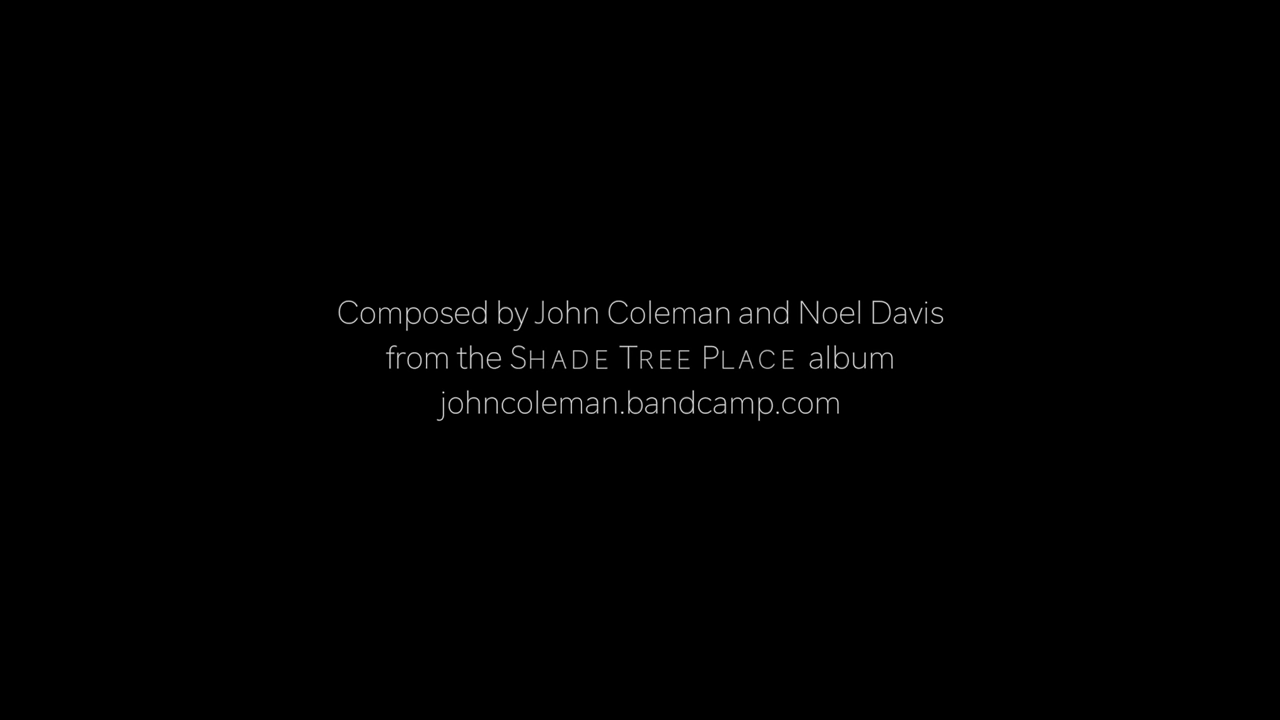 Composed by John Coleman and Noel Davis
from the SHADE TREE PLACE album
johncoleman.bandcamp.com